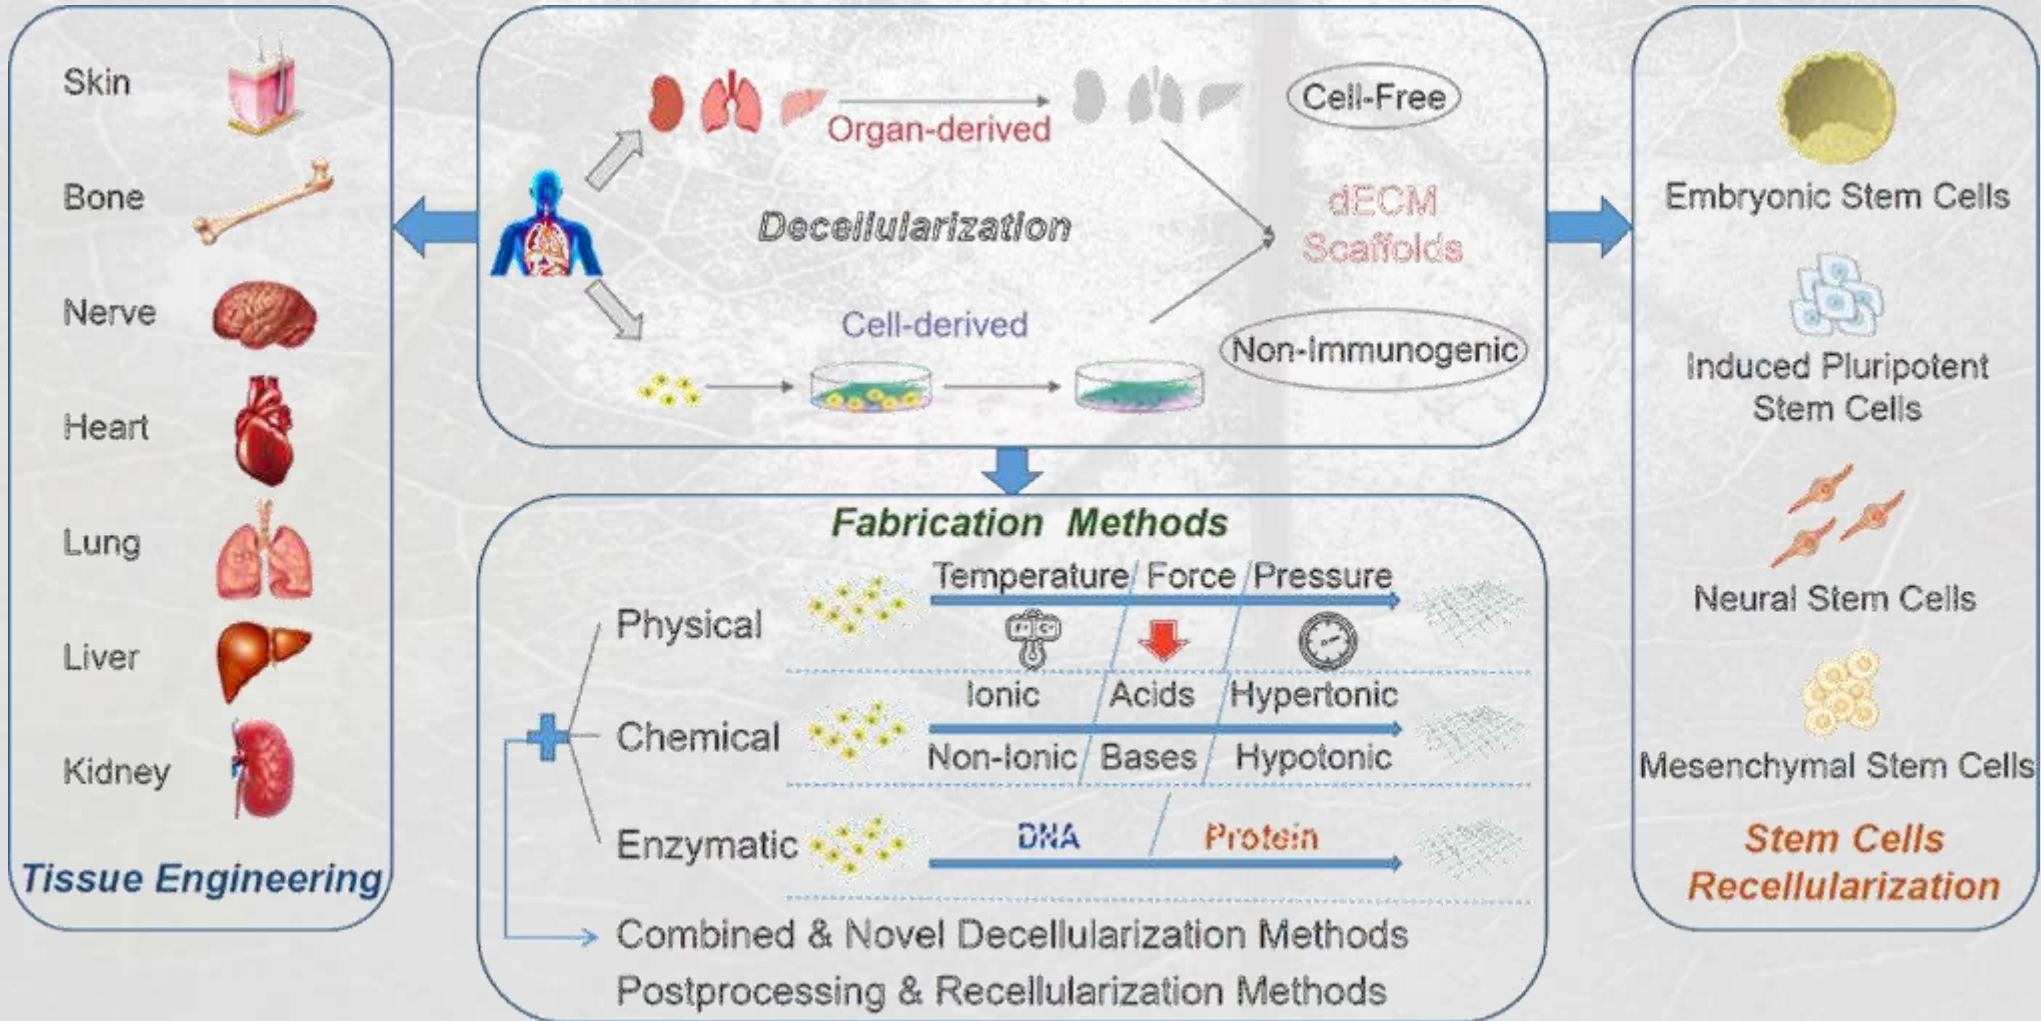 Skin
Bone
Nerve
Heart
Lung
Liver
Kidney
Tissue Engineering
Organ-derived
Cell-Free
Decellularization
dECM
Scaffolds
Cell-derived
Non-Immunogenic
Fabrication Methods
Physical
Temperature Force Pressure
Chemical
Ionic Acids Hypertonic
Non-Ionic Bases Hypotonic
Enzymatic
DNA Protein
Combined & Novel Decellularization Methods
Postprocessing & Recellularization Methods
Embryonic Stem Cells
Induced Pluripotent
Stem Cells
Neural Stem Cells
Mesenchymal Stem Cells
Stem Cells
Recellularization